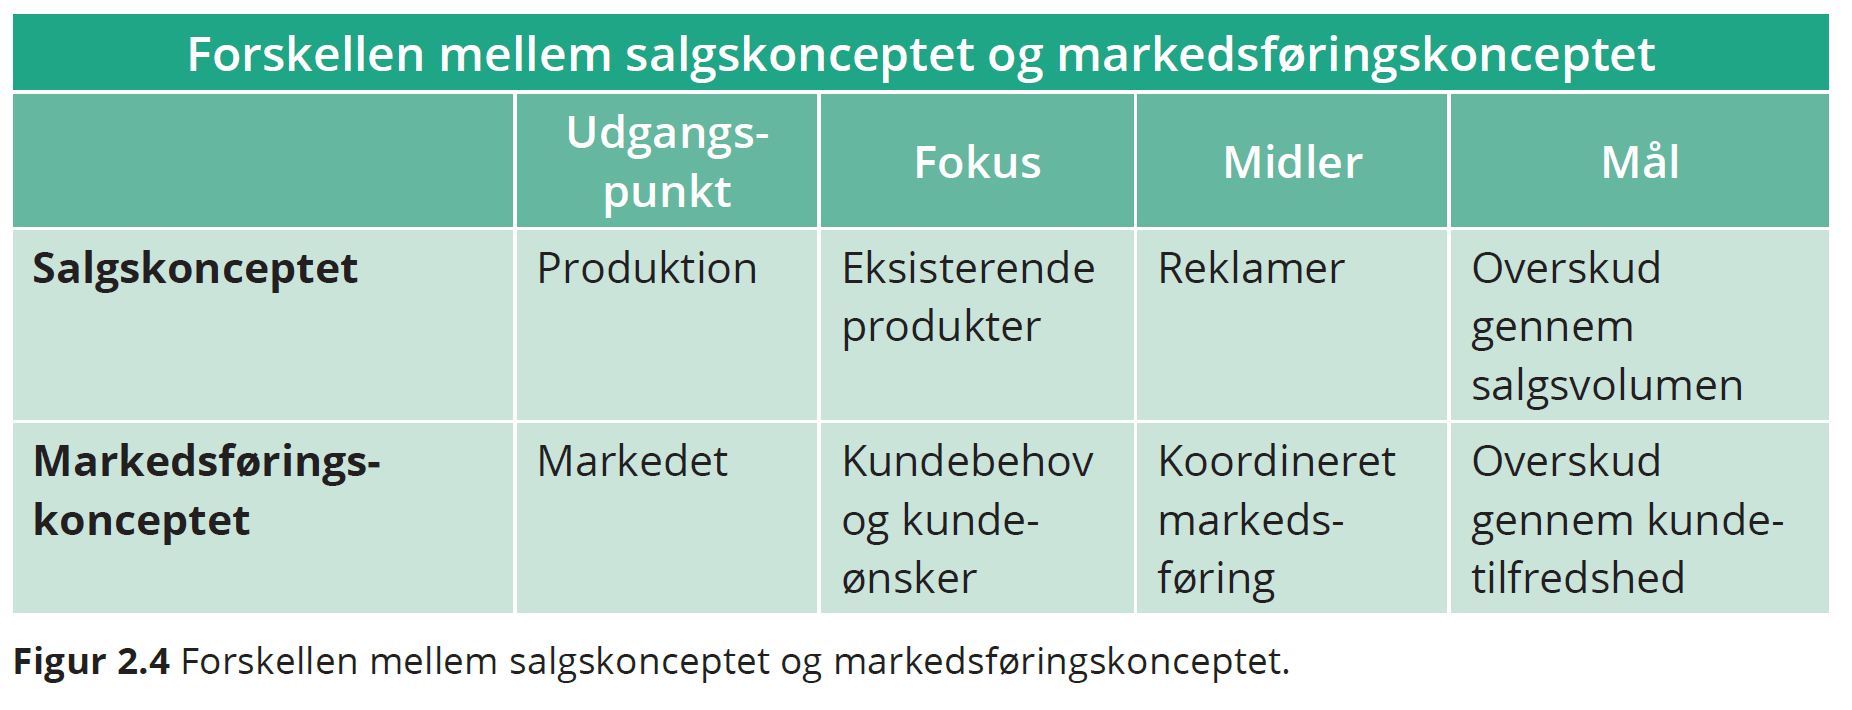 Forskellen mellem salgskonceptet og markedsføringskonceptet
Udgangs-
punkt
Fokus
Midler
Mål
Salgskonceptet
Produktion
Eksisterende
produkter
Reklamer
Overskud
gennem
salgsvolumen
Markedsførings-
konceptet
Markedet
Kundebehov
og kunde-
ønsker
Koordineret
markeds-
føring
Overskud
gennem kunde-
tilfredshed
Figur 2.4 Forskellen mellem salgskonceptet og markedsføringskonceptet.